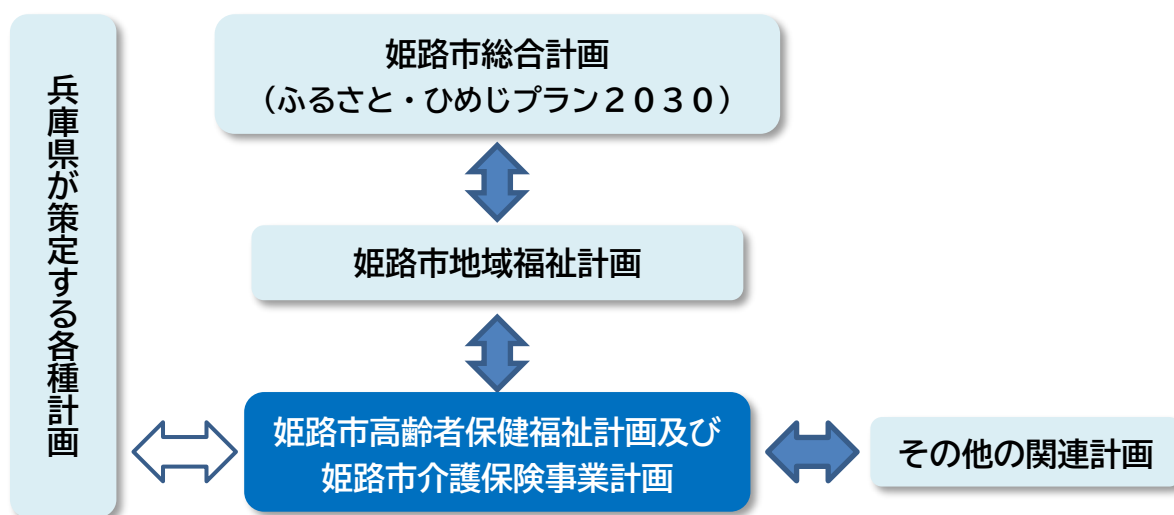 兵庫県が策定する各種計画
姫路市総合計画
（ふるさと・ひめじプラン２０３０）
姫路市地域福祉計画
姫路市高齢者保健福祉計画及び
姫路市介護保険事業計画
その他の関連計画